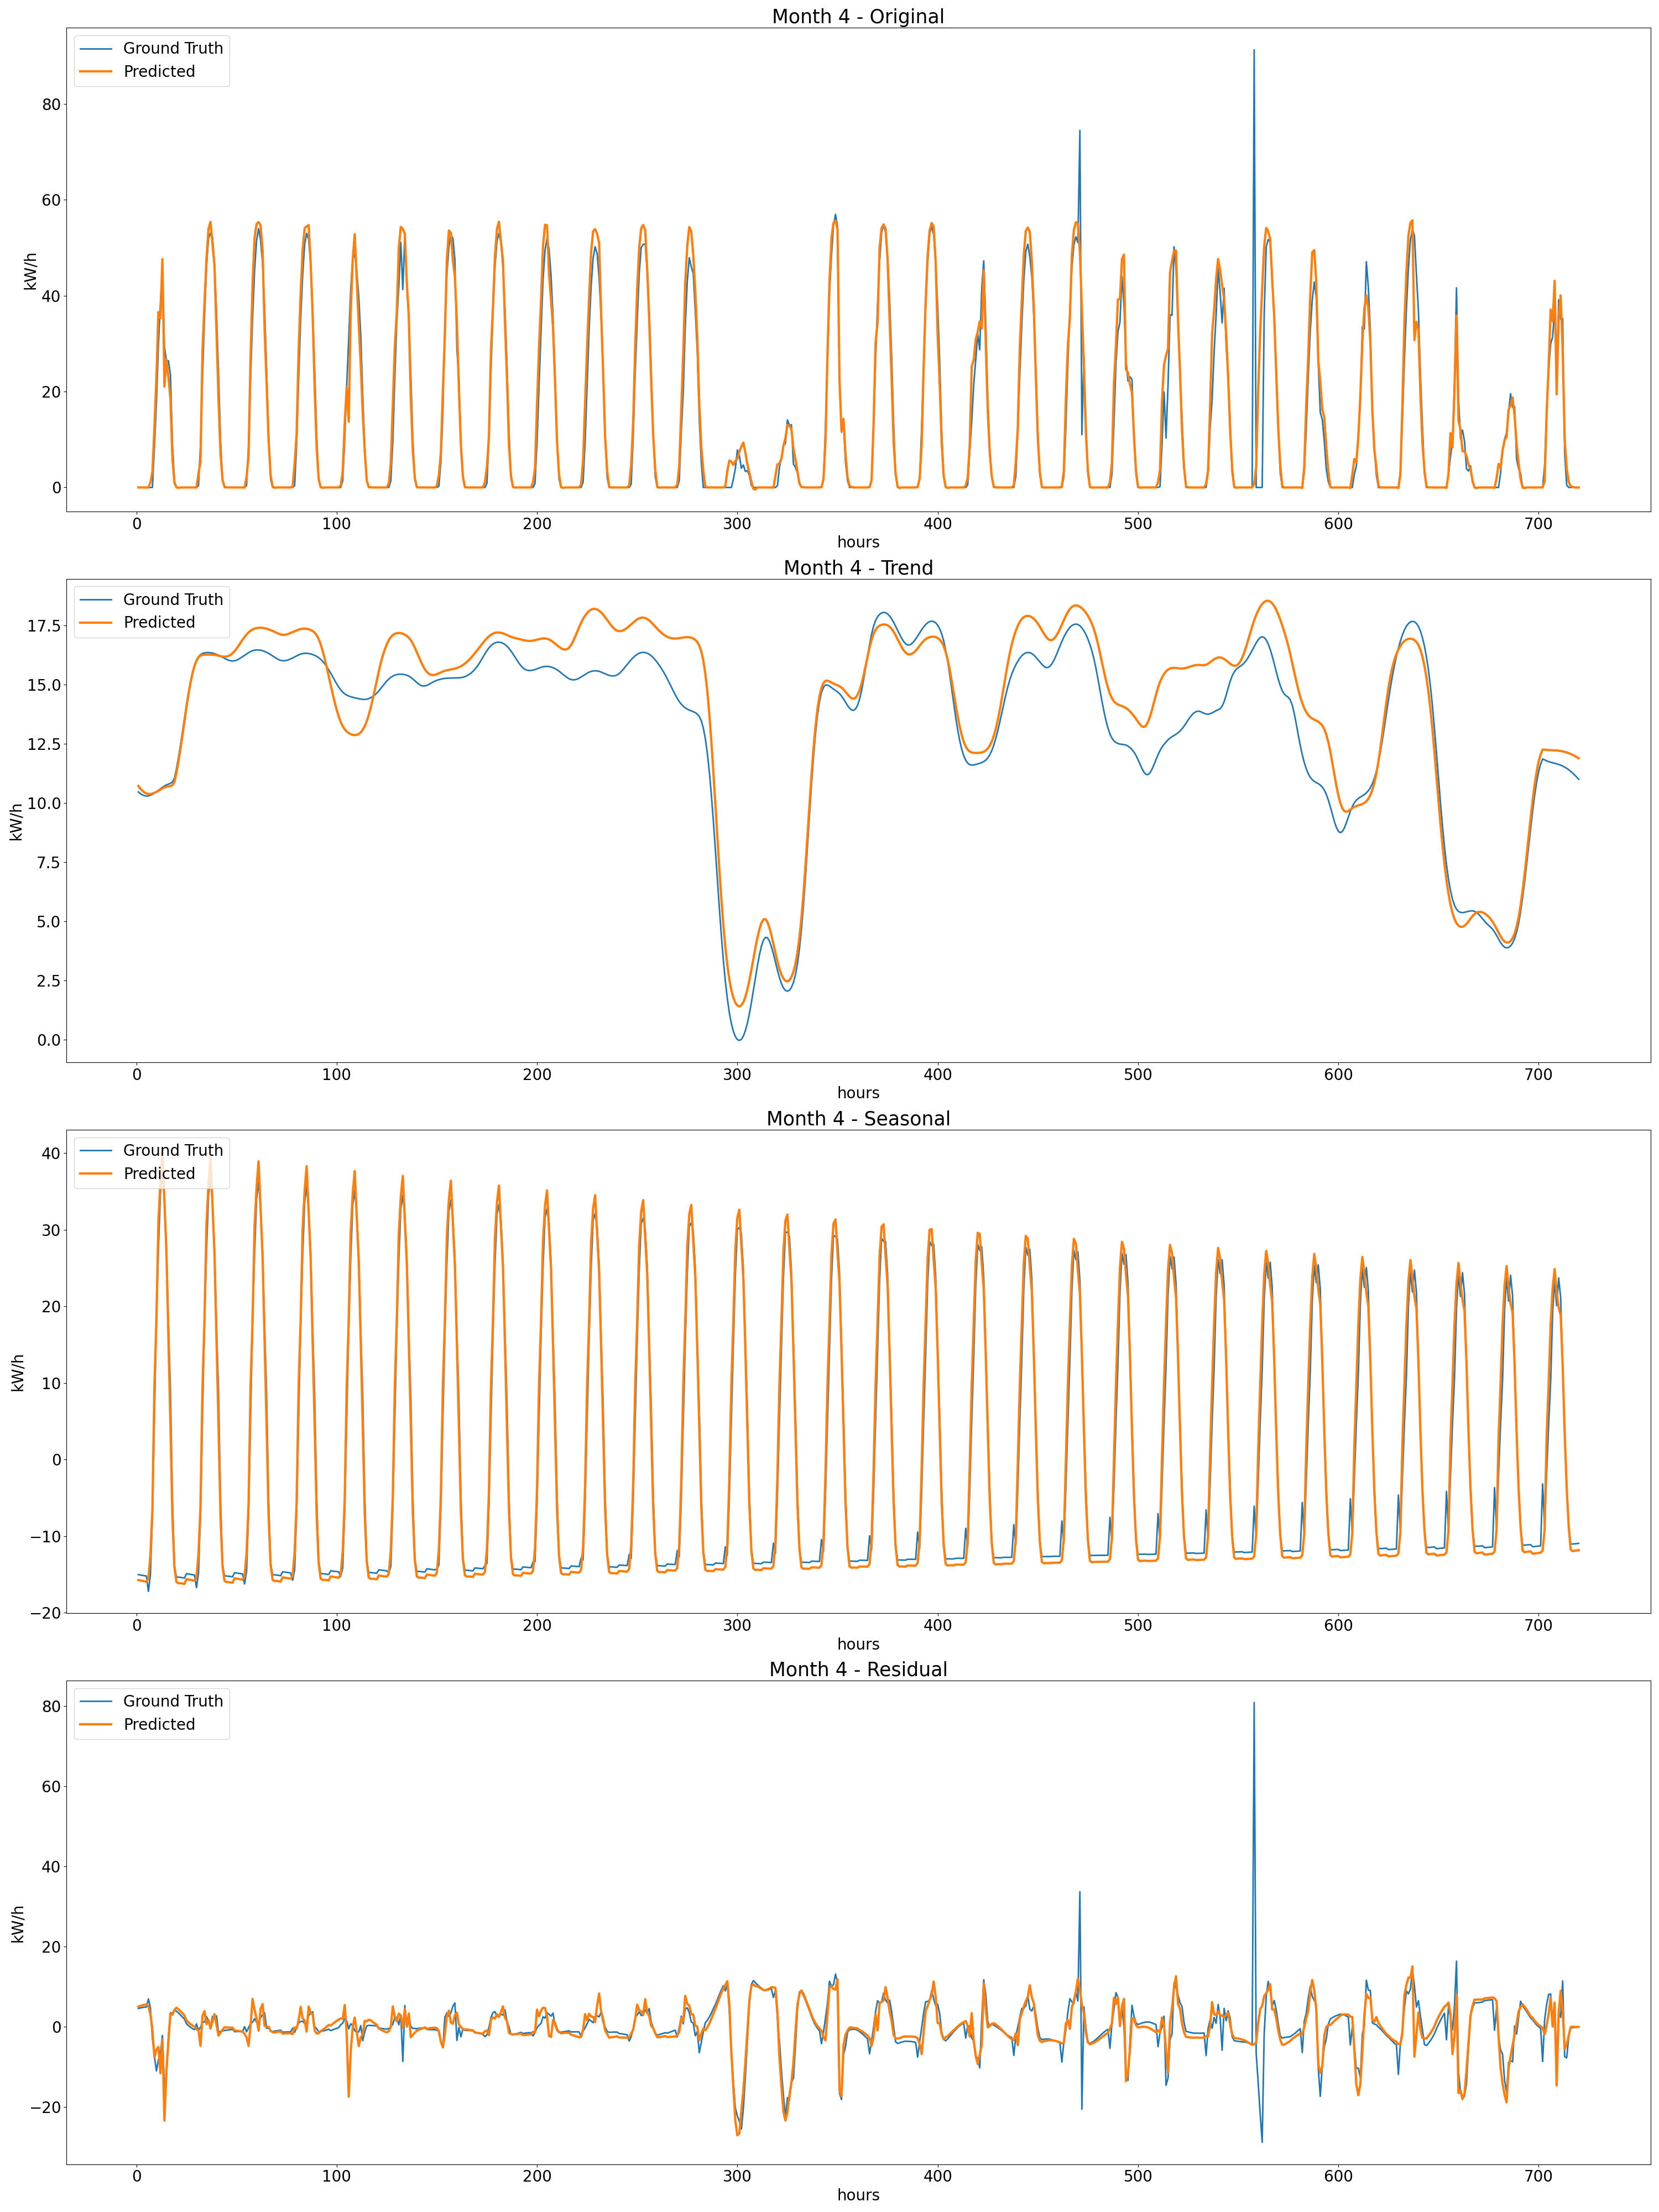 Month 4 - Original
Ground Truth
Predicted
kW/h
80
60
40
20
0
0 100 200 300 400 500 600 700
hours
Month 4 - Trend
Ground Truth
Predicted
kW/h
17.5
15.0
12.5
10.0
7.5
5.0
2.5
0.0
0 100 200 300 400 500 600 700
hours
Month 4 - Seasonal
Ground Truth
Predicted
kW/h
40
30
20
10
0
−10
−20
0 100 200 300 400 500 600 700
hours
Month 4 - Residual
Ground Truth
Predicted
kW/h
80
60
40
20
0
−20
0 100 200 300 400 500 600 700
hours